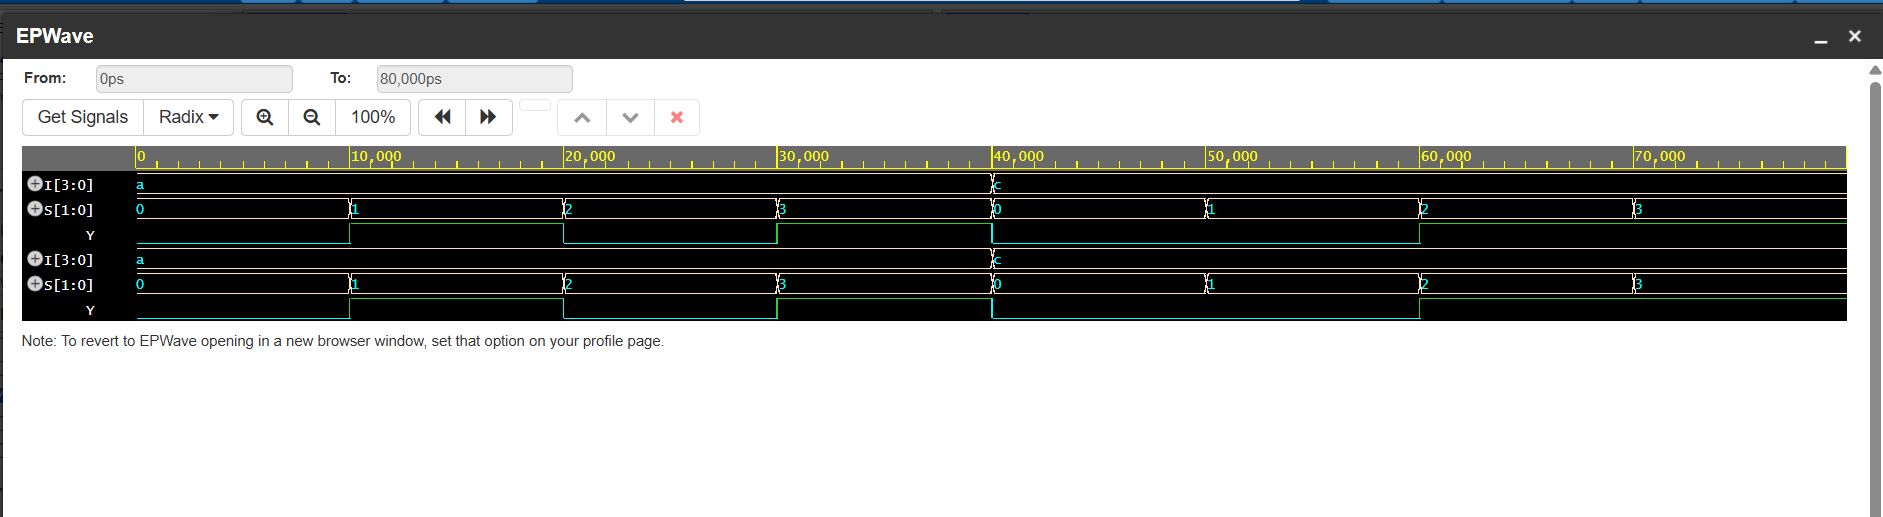 EPWave
From: 0ps To: 80,000ps
Get Signals Radix 100%
0 10,000 20,000 30,000 40,000 50,000 60,000 70,000
I[3:0] a c
S[1:0] 0 1 2 3 0 1 2 3
Y
I[3:0] a c
S[1:0] 0 1 2 3 0 1 2 3
Y
Note: To revert to EPWave opening in a new browser window, set that option on your profile page.